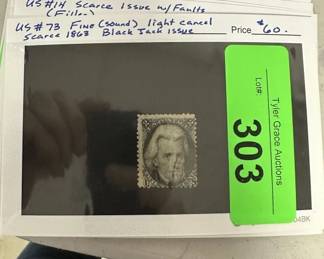 US #14 Scarce Issue w/ Faults
(Filler)
US #73 Fine (sound) light cancel
Scarce 1863 Black Jack issue
Price $60.
Lot#:
303
Tyler Grace Auctions
04BK